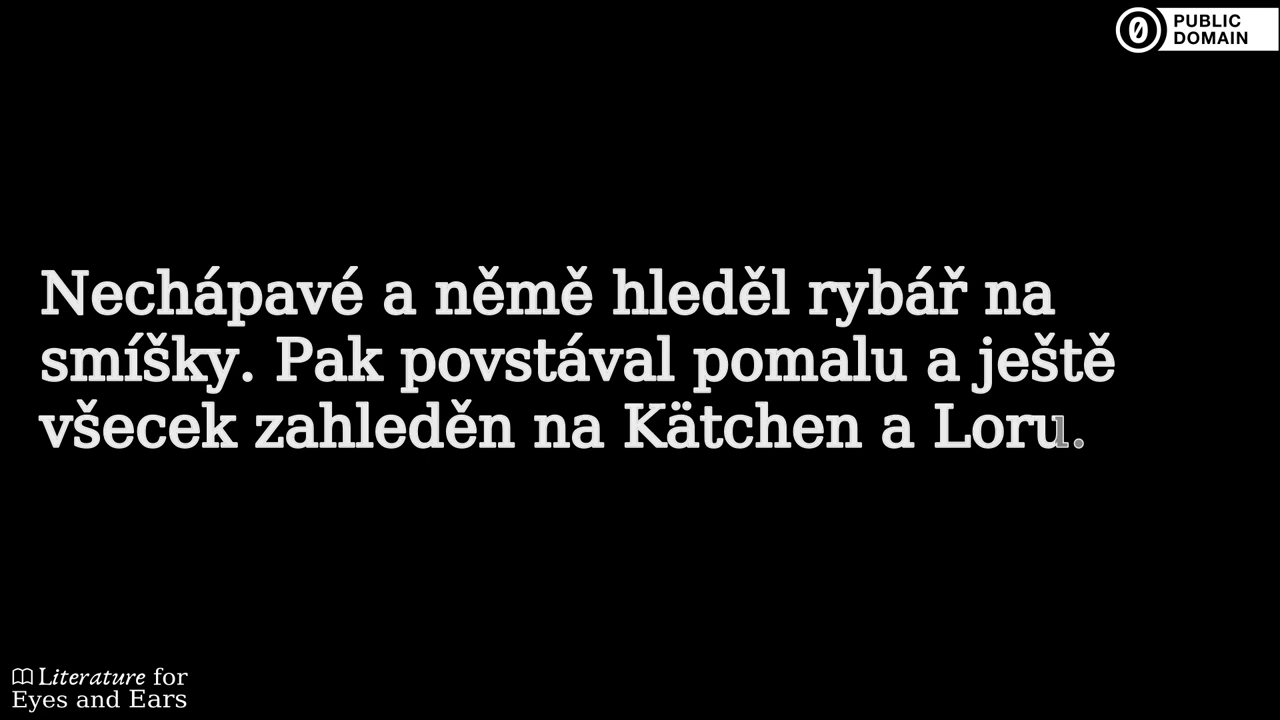 PUBLIC
DOMAIN
Nechápavé a němě hleděl rybář na
smíšky. Pak povstával pomalu a ještě
všecek zahleděn na Kätchen a Loru.
Literature for
Eyes and Ears